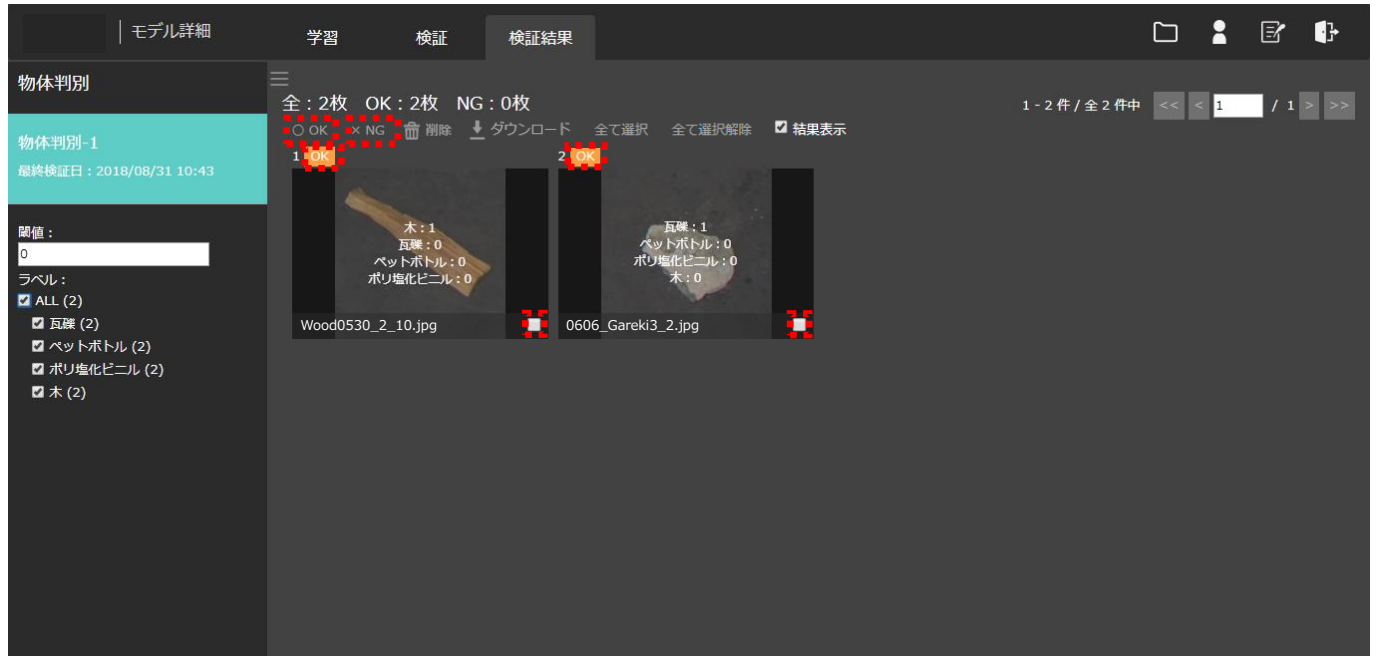 モデル詳細 学習 検証 検証結果
物体判別
全：2枚 OK：2枚 NG：0枚
1 - 2 件 / 全 2 件中 << < 1 / 1 > >>
○ OK × NG 削除 ダウンロード 全て選択 全て選択解除 結果表示
物体判別-1
最終検証日：2018/08/31 10:43
1 OK
木：1
瓦礫：0
ペットボトル：0
ポリ塩化ビニル：0
Wood0530_2_10.jpg
2 OK
瓦礫：1
ペットボトル：0
ポリ塩化ビニル：0
木：0
0606_Gareki3_2.jpg
閾値：
0
ラベル：
ALL (2)
瓦礫 (2)
ペットボトル (2)
ポリ塩化ビニル (2)
木 (2)